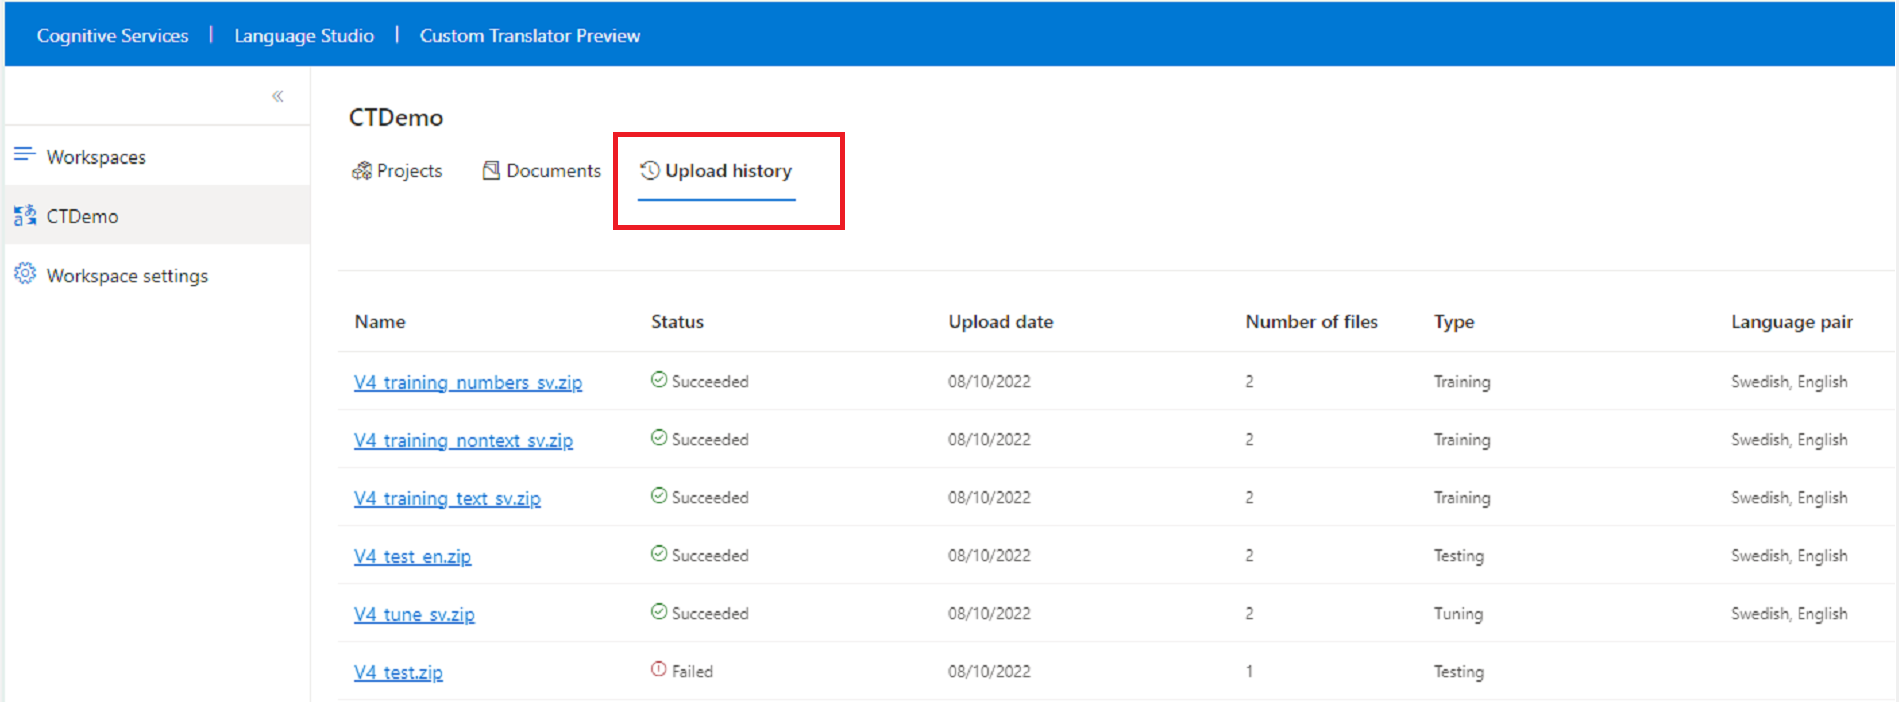 Cognitive Services | Language Studio | Custom Translator Preview
«
CTDemo
Workspaces
Projects Documents Upload history
CTDemo
Workspace settings
Name Status Upload date Number of files Type Language pair
V4_training_numbers_sv.zip Succeeded 08/10/2022 2 Training Swedish, English
V4_training_nontext_sv.zip Succeeded 08/10/2022 2 Training Swedish, English
V4_training_text_sv.zip Succeeded 08/10/2022 2 Training Swedish, English
V4_test_en.zip Succeeded 08/10/2022 2 Testing Swedish, English
V4_tune_sv.zip Succeeded 08/10/2022 2 Tuning Swedish, English
V4_test.zip Failed 08/10/2022 1 Testing